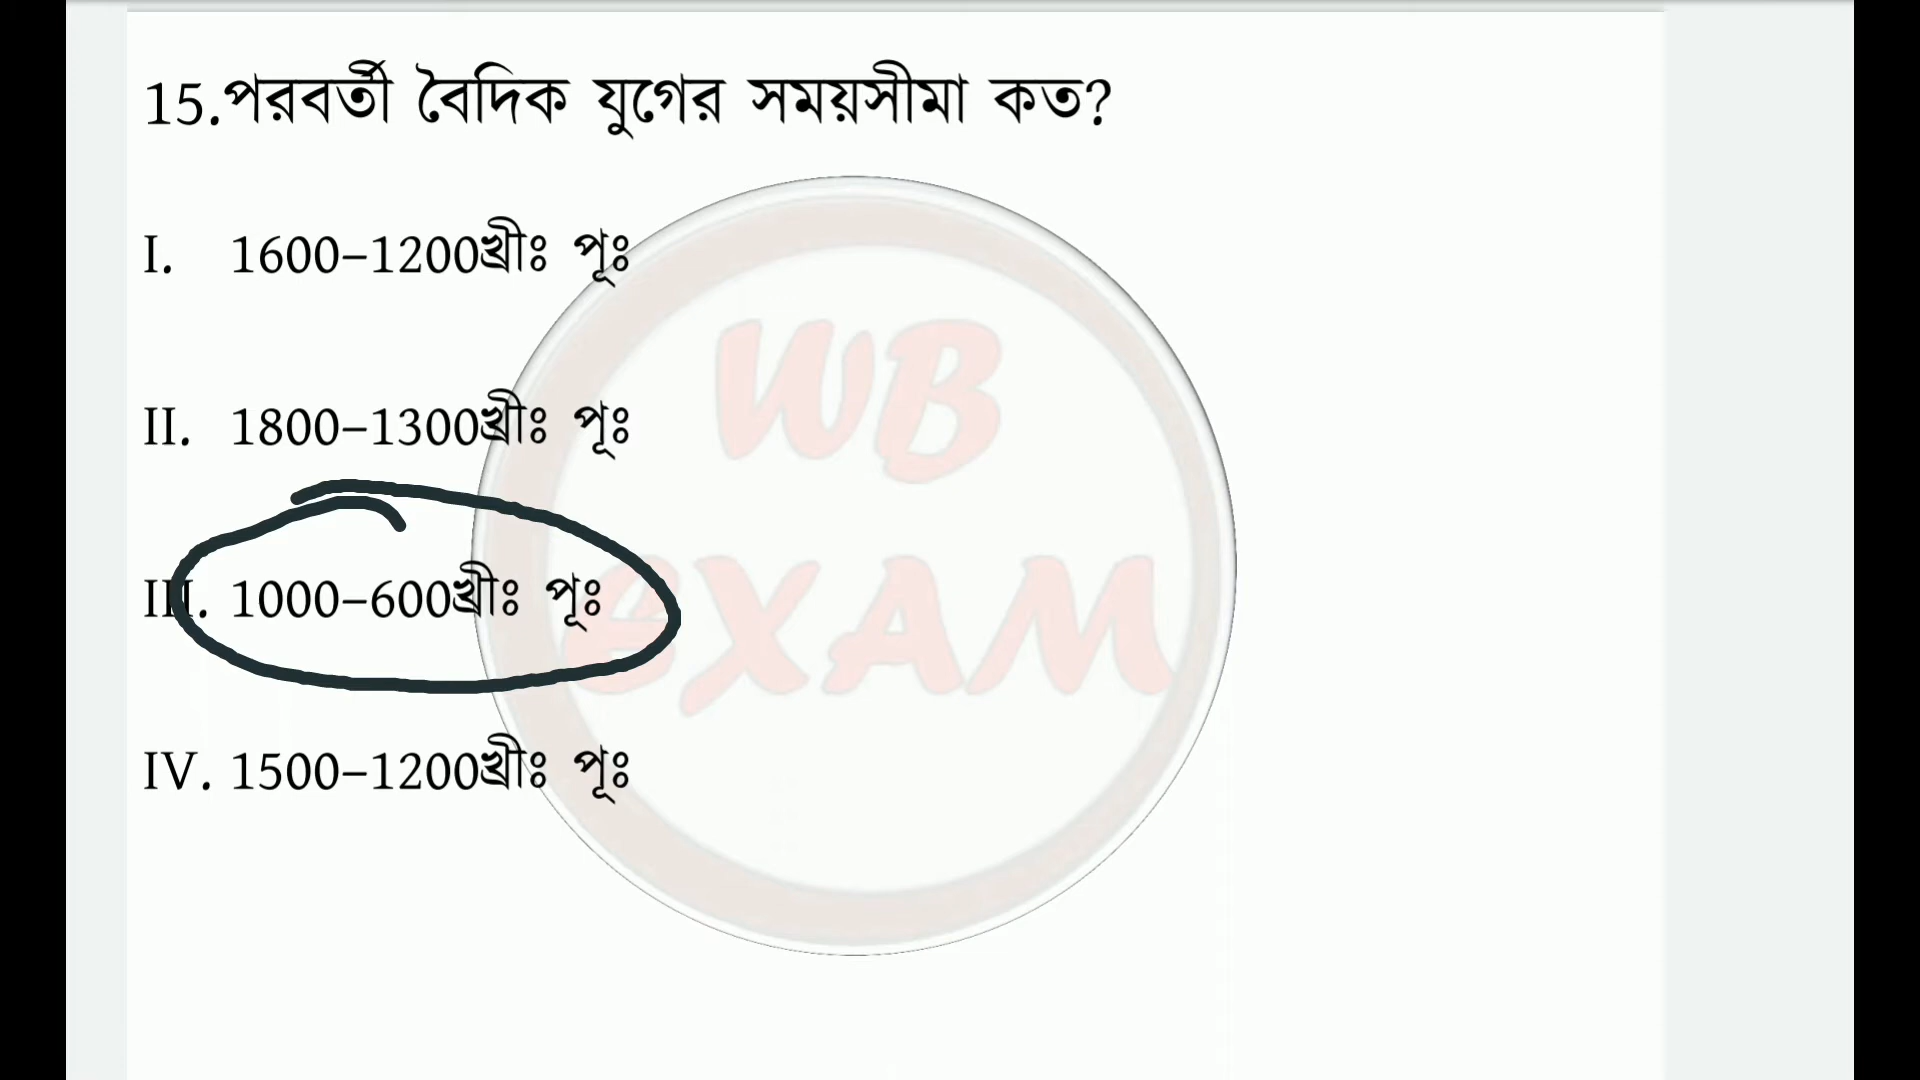 15.পরবর্তী বৈদিক যুগের সময়সীমা কত?
I. 1600–1200খ্রীঃ পূঃ
II. 1800–1300খ্রীঃ পূঃ
WB
III. 1000–600খ্রীঃ পূঃ
eXAM
IV. 1500–1200খ্রীঃ পূঃ